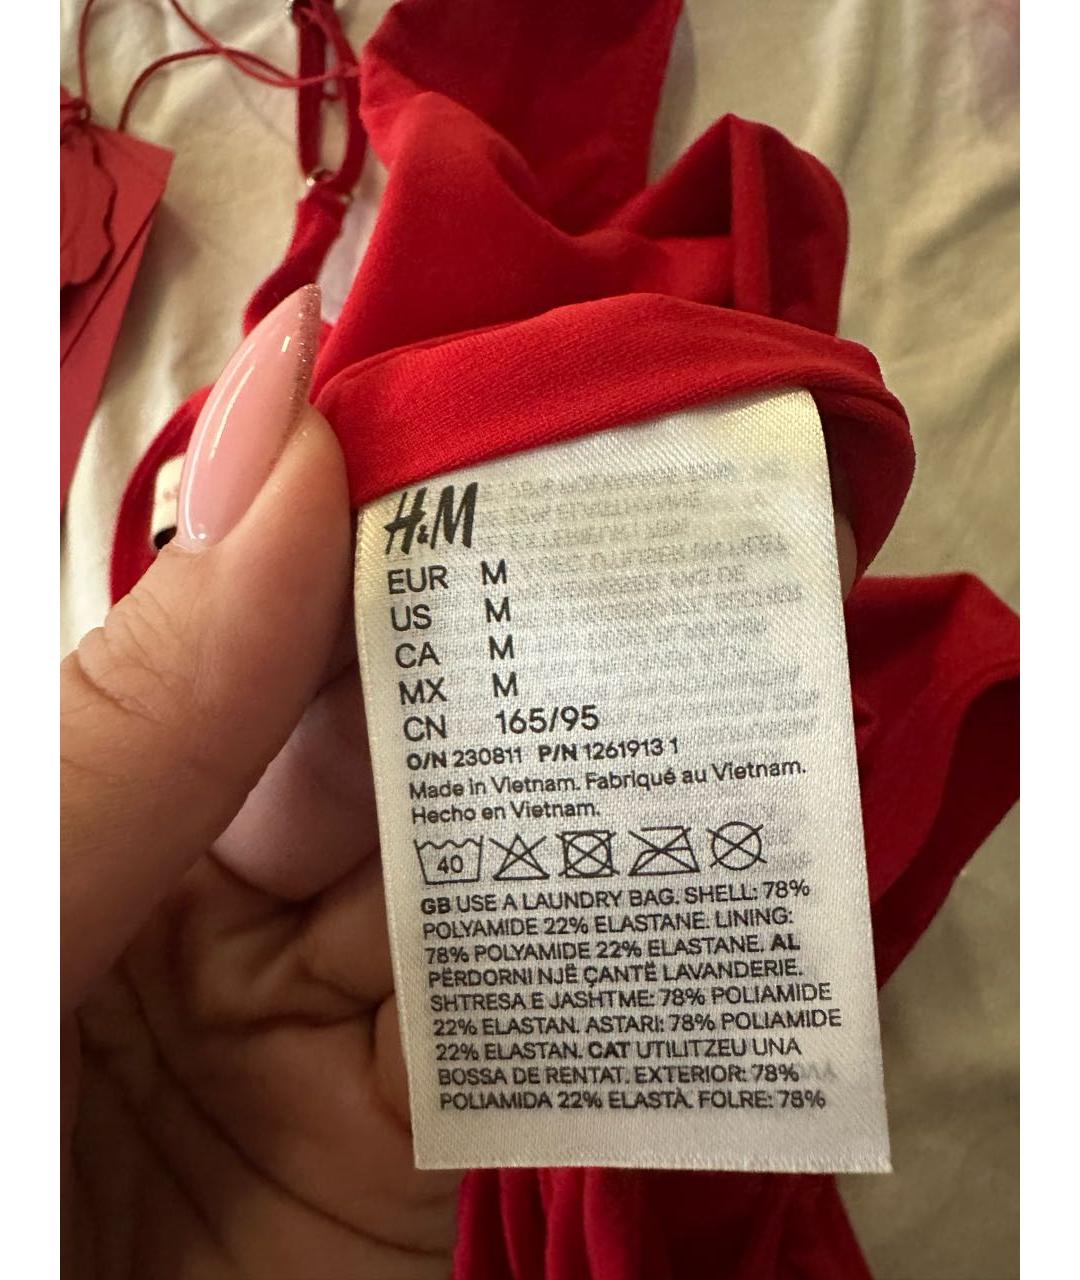 H&M
EUR M
US M
CA M
MX M
CN 165/95
O/N 230811 P/N 1261913 1
Made in Vietnam. Fabriqué au Vietnam.
Hecho en Vietnam.
40
GB USE A LAUNDRY BAG. SHELL: 78%
POLYAMIDE 22% ELASTANE. LINING:
78% POLYAMIDE 22% ELASTANE. AL
PËRDORNI NJË ÇANTË LAVANDERIE.
SHTRESA E JASHTME: 78% POLIAMIDE
22% ELASTAN. ASTARI: 78% POLIAMIDE
22% ELASTAN. CAT UTILITZEU UNA
BOSSA DE RENTAT. EXTERIOR: 78%
POLIAMIDA 22% ELASTÀ. FOLRE: 78%